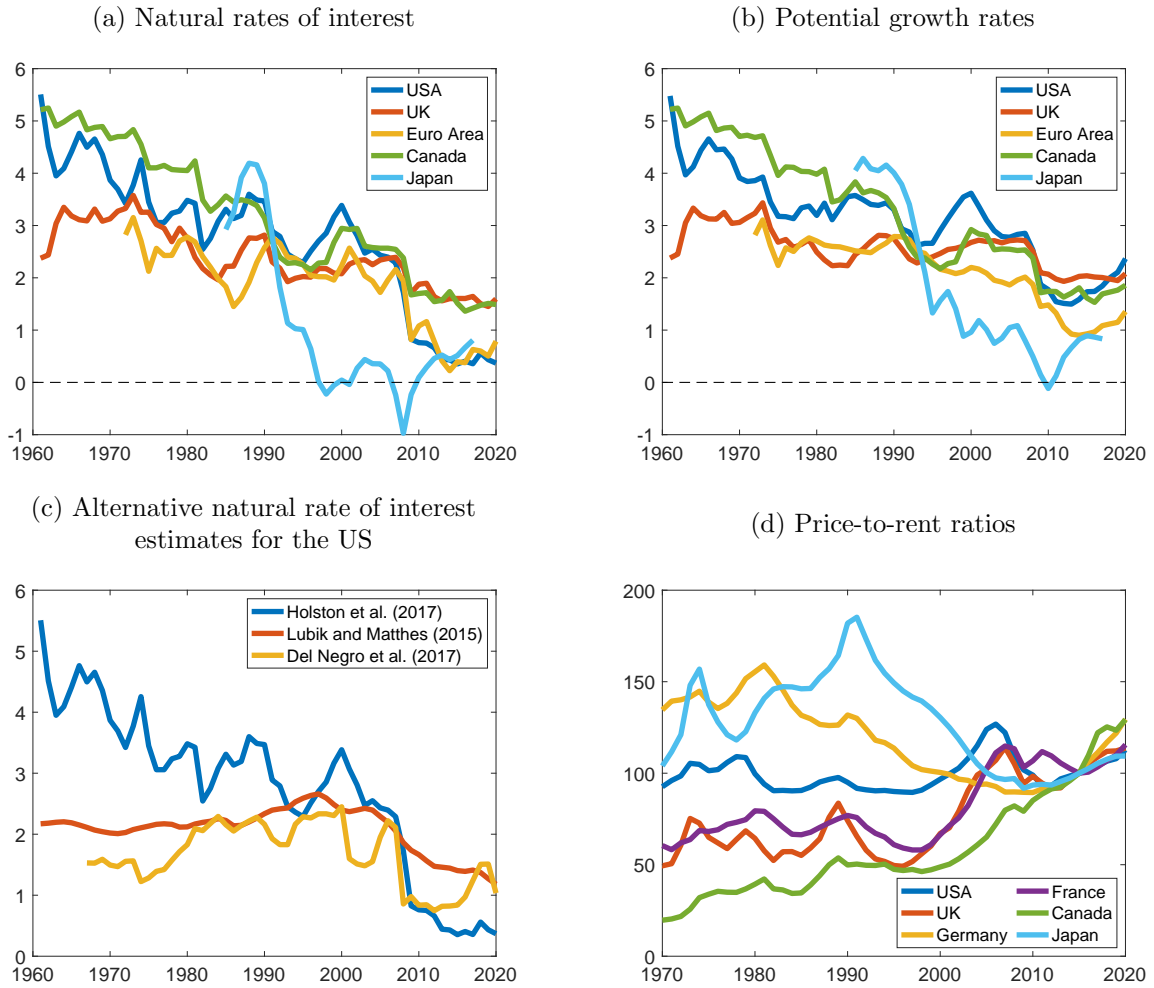 (a) Natural rates of interest
6
5
4
3
2
1
0
-1
1960 1970 1980 1990 2000 2010 2020
USA
UK
Euro Area
Canada
Japan
(b) Potential growth rates
6
5
4
3
2
1
0
-1
1960 1970 1980 1990 2000 2010 2020
USA
UK
Euro Area
Canada
Japan
(c) Alternative natural rate of interest
estimates for the US
6
5
4
3
2
1
0
1960 1970 1980 1990 2000 2010 2020
Holston et al. (2017)
Lubik and Matthes (2015)
Del Negro et al. (2017)
(d) Price-to-rent ratios
200
150
100
50
0
1970 1980 1990 2000 2010 2020
USA
UK
Germany
France
Canada
Japan